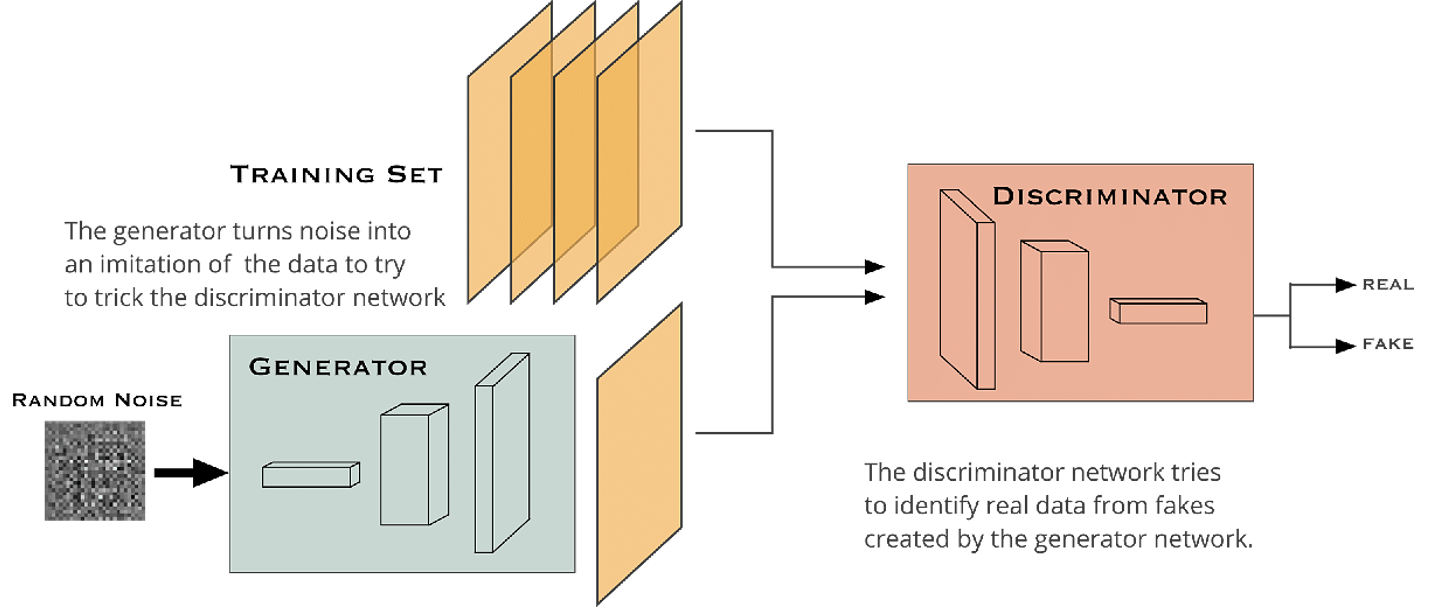 TRAINING SET
The generator turns noise into
an imitation of the data to try
to trick the discriminator network
GENERATOR
RANDOM NOISE
DISCRIMINATOR
REAL
FAKE
The discriminator network tries
to identify real data from fakes
created by the generator network.